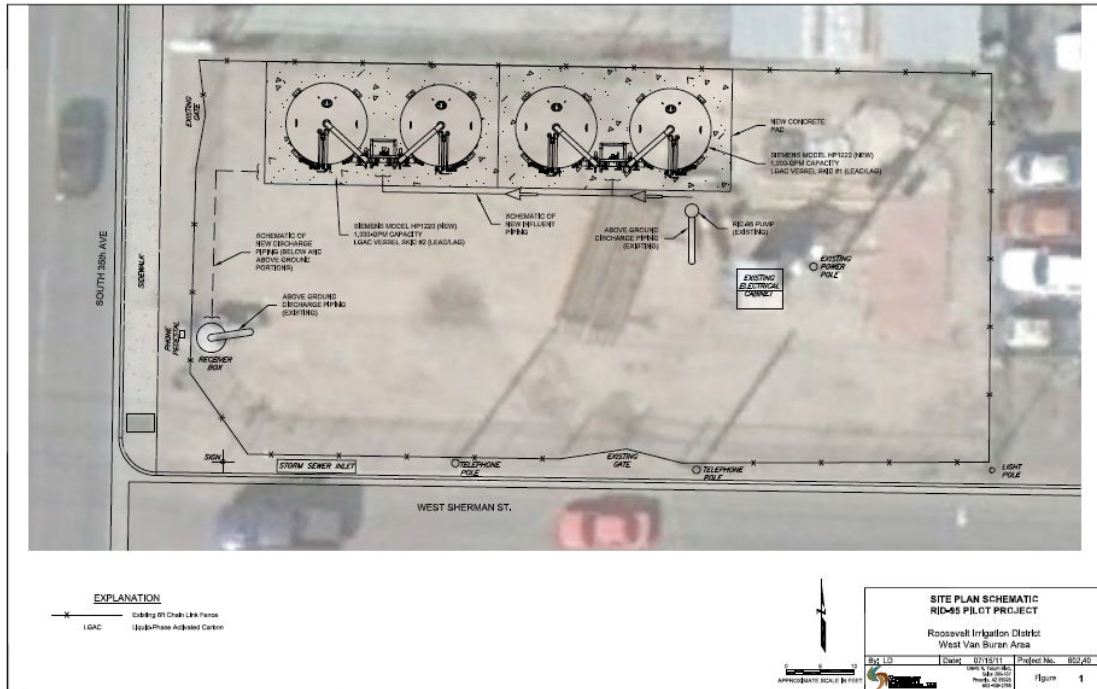 EXISTING
GATE
NEW CONCRETE
PAD
SIEMENS MODEL HP1220 (NEW)
1,000-GPM CAPACITY
LGAC VESSEL SKID #1 (LEAD/LAG)
SIEMENS MODEL HP1220 (NEW)
LGAC VESSEL SKID #2 (LEAD/LAG)
SCHEMATIC OF
NEW INFLUENT
PIPING
ABOVE GROUND
DISCHARGE PIPING
(EXISTING)
RID-95 PUMP
(EXISTING)
SCHEMATIC OF
NEW DISCHARGE
PIPING (BELOW AND
ABOVE GROUND
PORTIONS)
EXISTING
POWER
POLE
EXISTING
ELECTRICAL
CABINET
SOUTH 35th AVE
SIDEWALK
ABOVE GROUND
DISCHARGE PIPING
(EXISTING)
PHONE
PEDESTAL
RECEIVER
BOX
SIGN
STORM SEWER INLET
TELEPHONE
POLE
EXISTING
GATE
TELEPHONE
POLE
LIGHT
POLE
WEST SHERMAN ST.
EXPLANATION
Existing 6ft Chain Link Fence
LGAC Liquid-Phase Activated Carbon
APPROXIMATE SCALE IN FEET
SITE PLAN SCHEMATIC
RID-95 PILOT PROJECT
Roosevelt Irrigation District
West Van Buren Area
By: LD Date: 07/15/11 Project No. 602.40
Figure 1